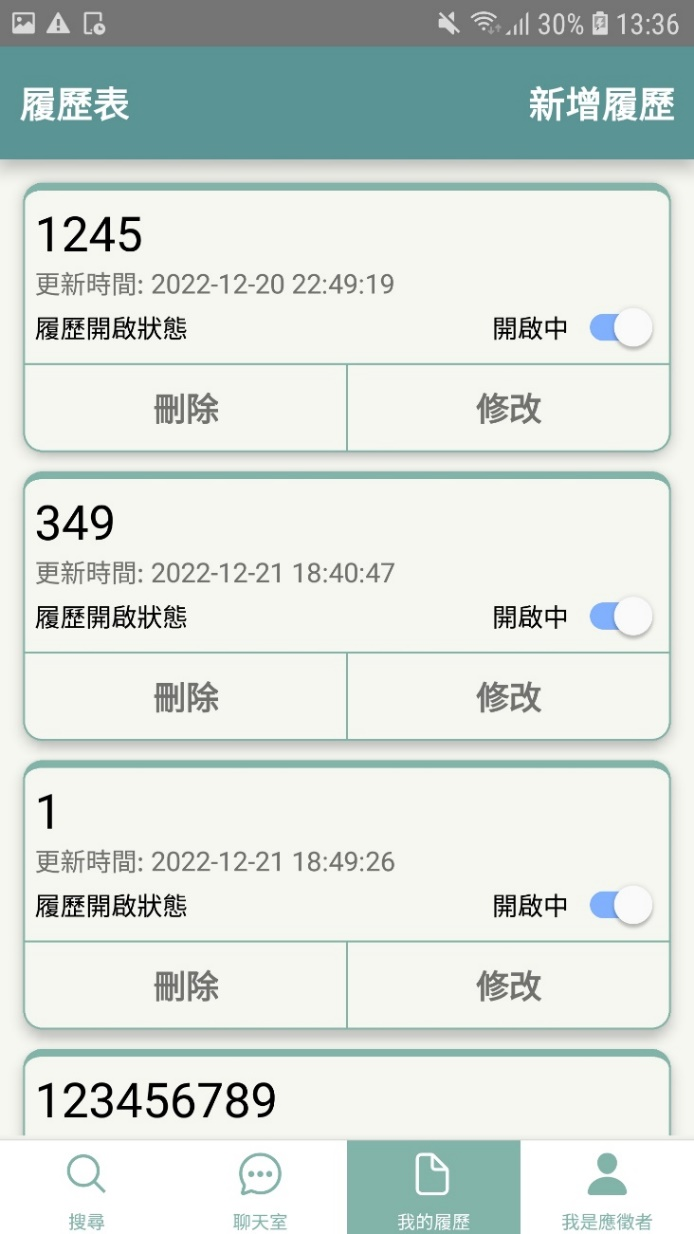 30% 13:36
履歷表 新增履歷
1245
更新時間: 2022-12-20 22:49:19
履歷開啟狀態 開啟中
刪除 修改
349
更新時間: 2022-12-21 18:40:47
履歷開啟狀態 開啟中
刪除 修改
1
更新時間: 2022-12-21 18:49:26
履歷開啟狀態 開啟中
刪除 修改
123456789
搜尋 聊天室 我的履歷 我是應徵者